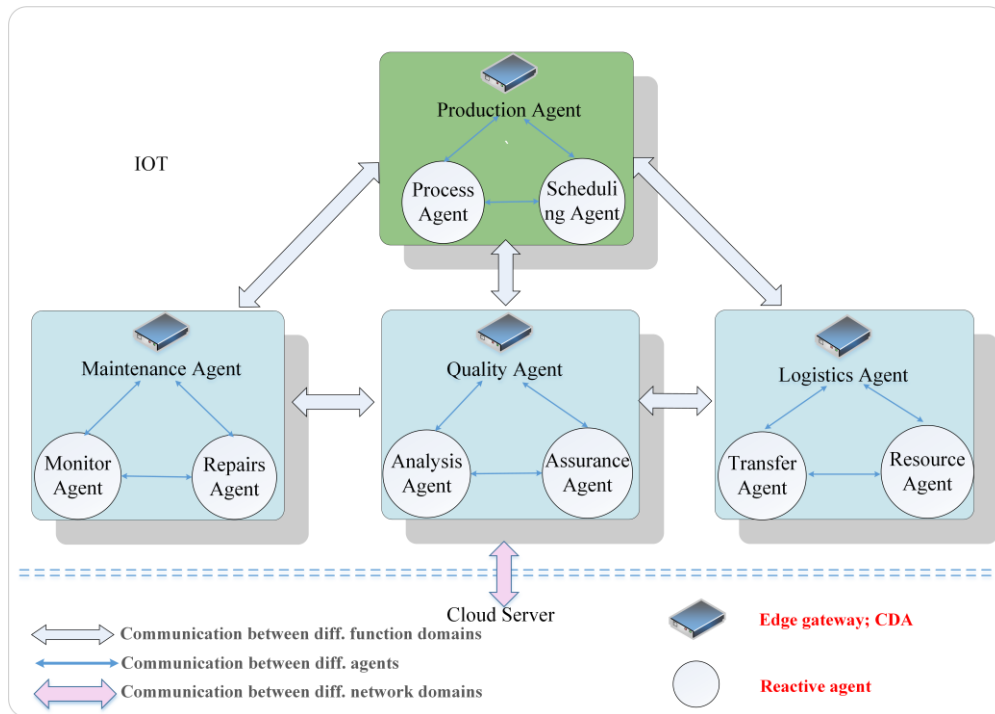 Production Agent
IOT
Process
Agent
Scheduli
ng Agent
Maintenance Agent
Quality Agent
Logistics Agent
Monitor
Agent
Repairs
Agent
Analysis
Agent
Assurance
Agent
Transfer
Agent
Resource
Agent
Cloud Server
Communication between diff. function domains
Communication between diff. agents
Communication between diff. network domains
Edge gateway; CDA
Reactive agent